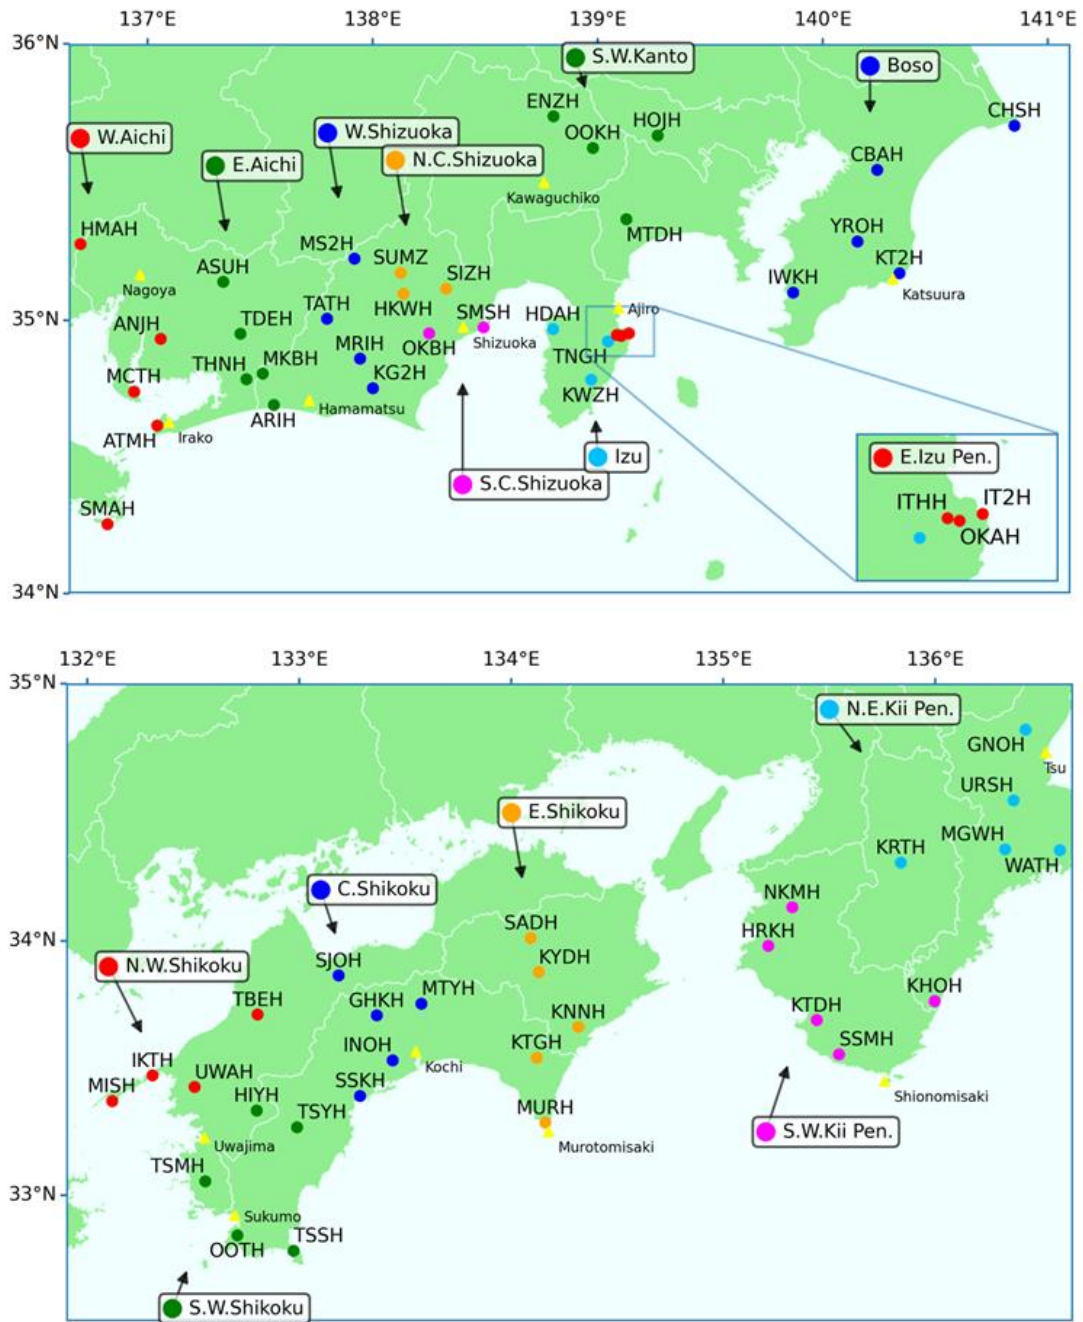 137°E 138°E 139°E 140°E 141°E
36°N
S.W.Kanto
Boso
ENZH
CHSH
HOJH
W.Aichi
W.Shizuoka
OOKH
E.Aichi
N.C.Shizuoka
CBAH
Kawaguchiko
HMAH
YROH
MTDH
MS2H
SUMZ
KT2H
ASUH
SIZH
IWKH
Nagoya
Katsuura
TATH
HKWH
SMSH
HDAH
Ajiro
35°N
ANJH
TDEH
MRIH
OKBH
Shizuoka
TNGH
THNH
MKBH
KG2H
MCTH
KWZH
Hamamatsu
ARIH
ATMH
Irako
Izu
E.Izu Pen.
S.C.Shizuoka
ITHH
IT2H
SMAH
OKAH
34°N
132°E 133°E 134°E 135°E 136°E
35°N
N.E.Kii Pen.
GNOH
Tsu
URSH
E.Shikoku
MGWH
KRTH
WATH
C.Shikoku
NKMH
SADH
HRKH
34°N
KYDH
SJOH
N.W.Shikoku
MTYH
KHOH
TBEH
GHKH
KNNH
KTDH
KTGH
SSMH
INOH
IKTH
Kochi
UWAH
SSKH
MISH
HIYH
Shionomisaki
TSYH
MURH
S.W.Kii Pen.
Uwajima
Murotomisaki
TSMH
33°N
Sukumo
TSSH
OOTH
S.W.Shikoku